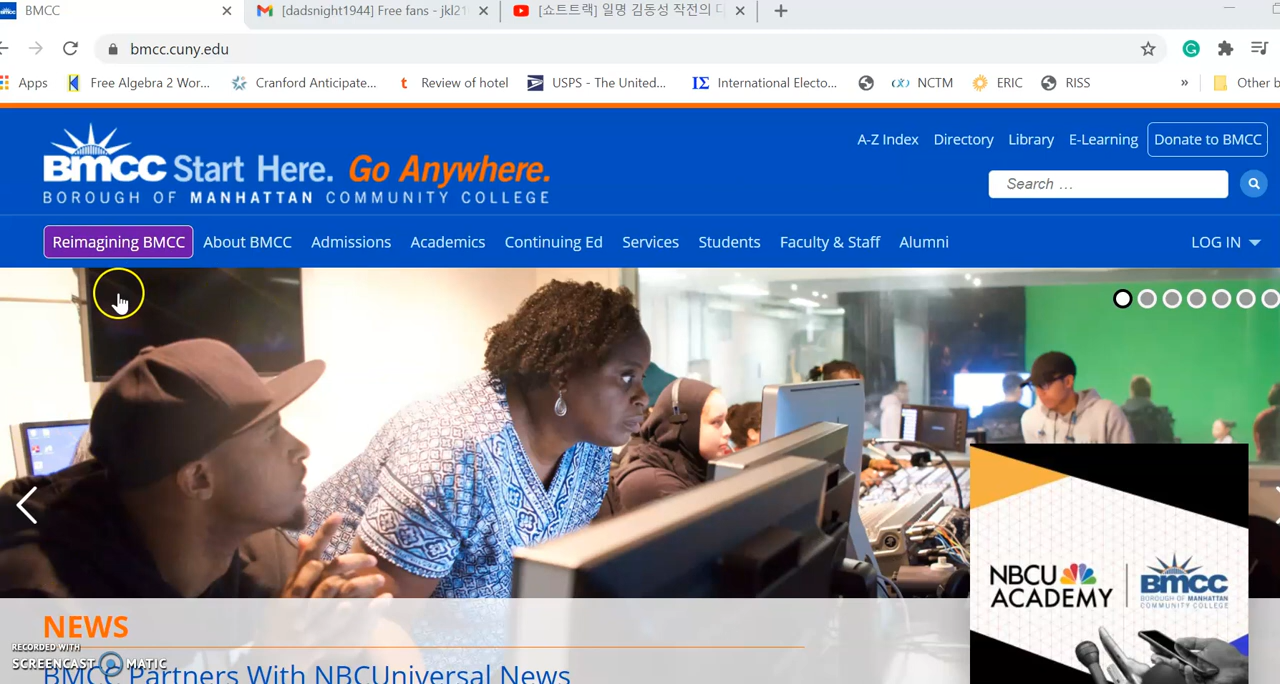 BMCC
[dadsnight1944] Free fans - jkl21
[쇼트트랙] 일명 김동성 작전의 디
bmcc.cuny.edu
Apps
Free Algebra 2 Wor...
Cranford Anticipate...
Review of hotel
USPS - The United...
ΙΣ International Electo...
NCTM
ERIC
RISS
»
Other b
BMCC Start Here. Go Anywhere.
BOROUGH OF MANHATTAN COMMUNITY COLLEGE
A-Z Index
Directory
Library
E-Learning
Donate to BMCC
Search ...
Reimagining BMCC
About BMCC
Admissions
Academics
Continuing Ed
Services
Students
Faculty & Staff
Alumni
LOG IN
NBCU ACADEMY
BMCC
BOROUGH OF MANHATTAN
COMMUNITY COLLEGE
NEWS
RECORDED WITH
SCREENCAST MATIC
BMCC Partners With NBCUniversal News